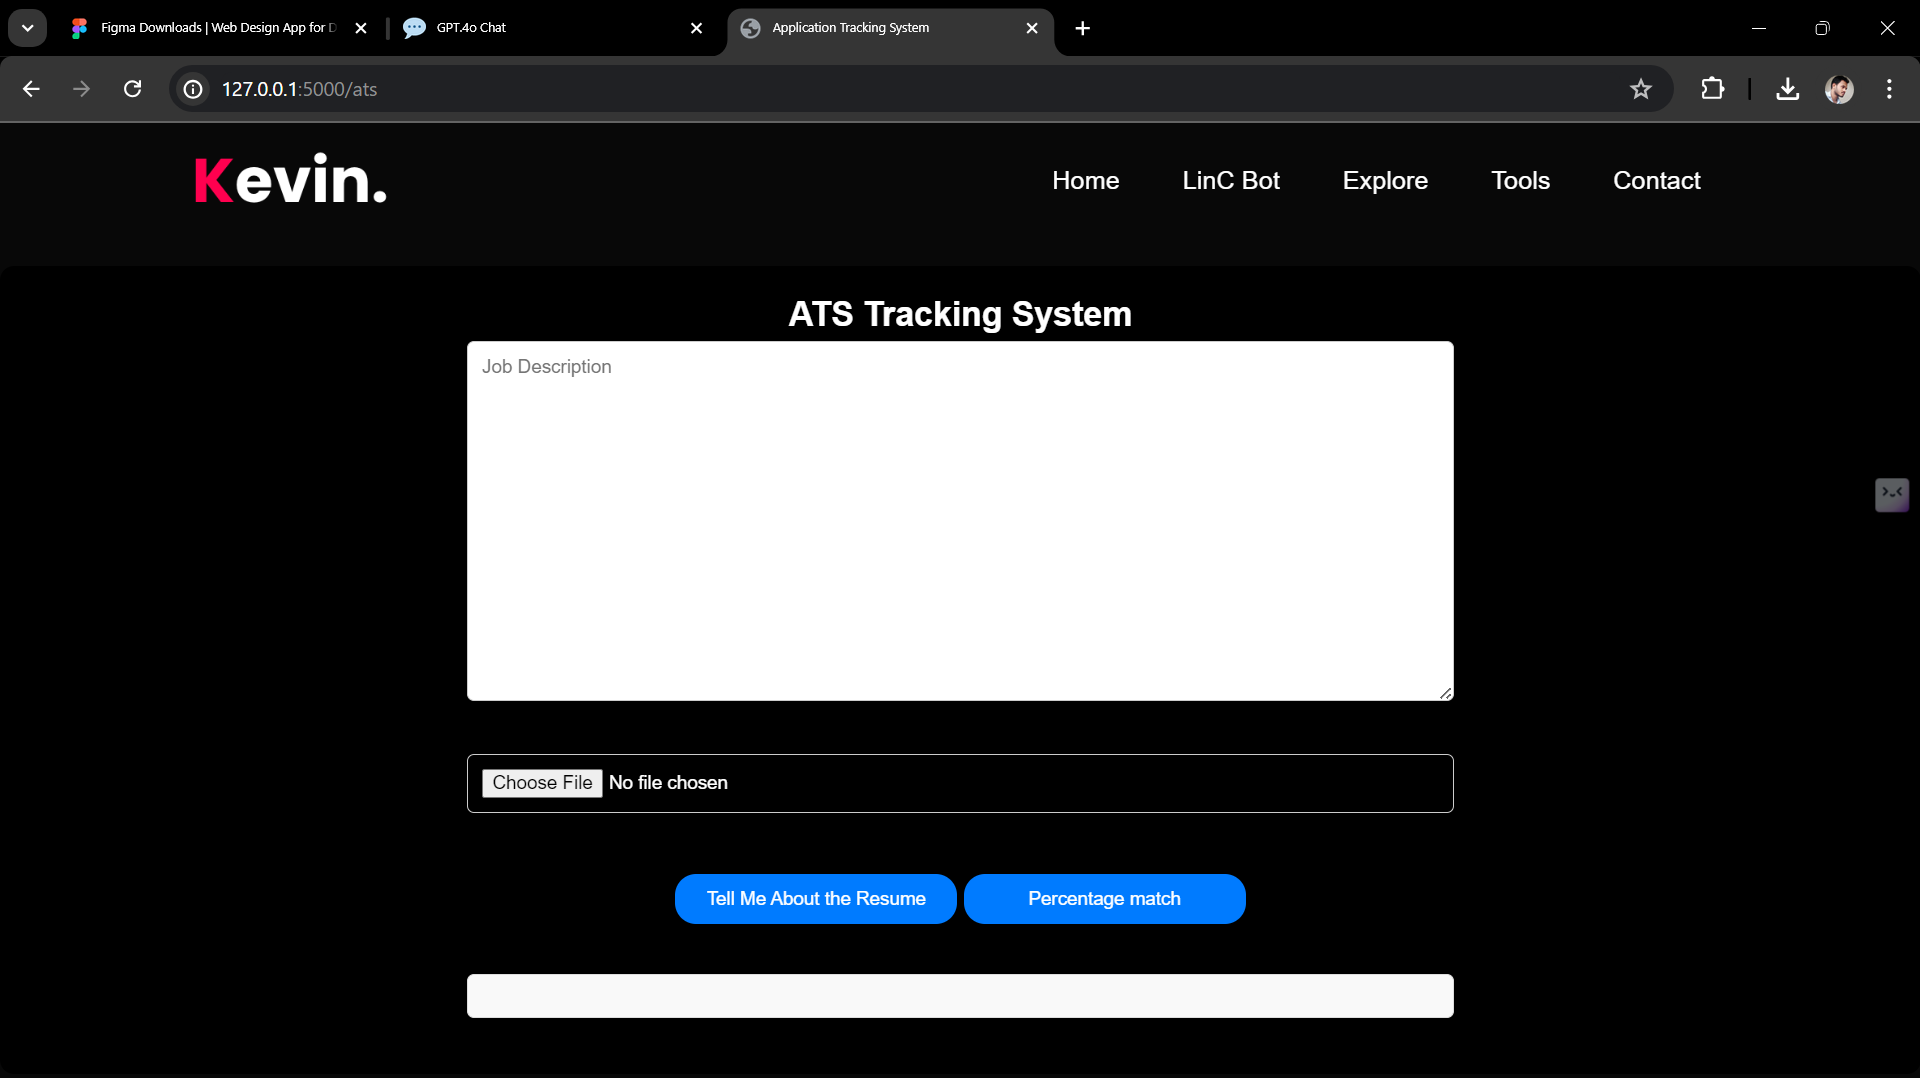 Figma Downloads | Web Design App for D
GPT.4o Chat
Application Tracking System
127.0.0.1:5000/ats
Kevin.
Home
LinC Bot
Explore
Tools
Contact
ATS Tracking System
Job Description
Choose File No file chosen
Tell Me About the Resume
Percentage match